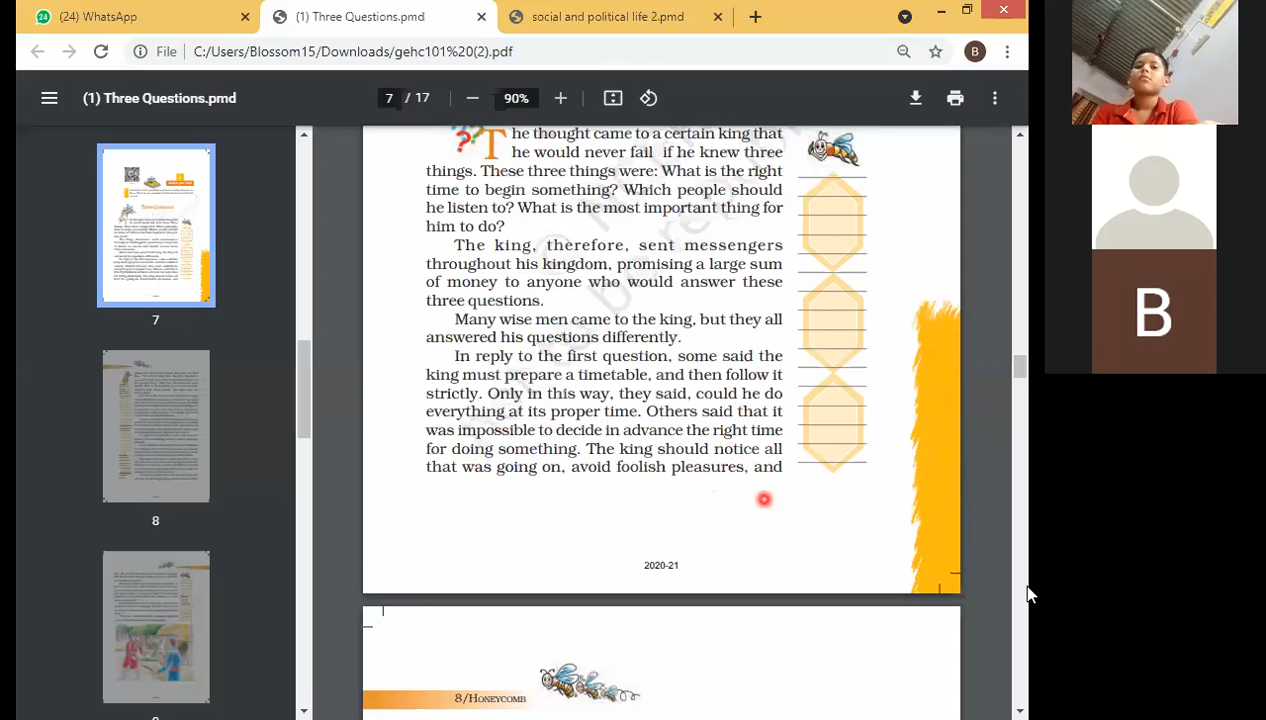 (24) WhatsApp
(1) Three Questions.pmd
social and political life 2.pmd
File
C:/Users/Blossom15/Downloads/gehc101%20(2).pdf
B
(1) Three Questions.pmd
7 / 17
90%
The thought came to a certain king that
he would never fail if he knew three
things. These three things were: What is the right
time to begin something? Which people should
he listen to? What is the most important thing for
him to do?
The king, therefore, sent messengers
throughout his kingdom, promising a large sum
of money to anyone who would answer these
three questions.
Many wise men came to the king, but they all
answered his questions differently.
In reply to the first question, some said the
king must prepare a timetable, and then follow it
strictly. Only in this way, they said, could he do
everything at its proper time. Others said that it
was impossible to decide in advance the right time
for doing something. The king should notice all
that was going on, avoid foolish pleasures, and
2020-21
8/HONEYCOMB
7
8
B